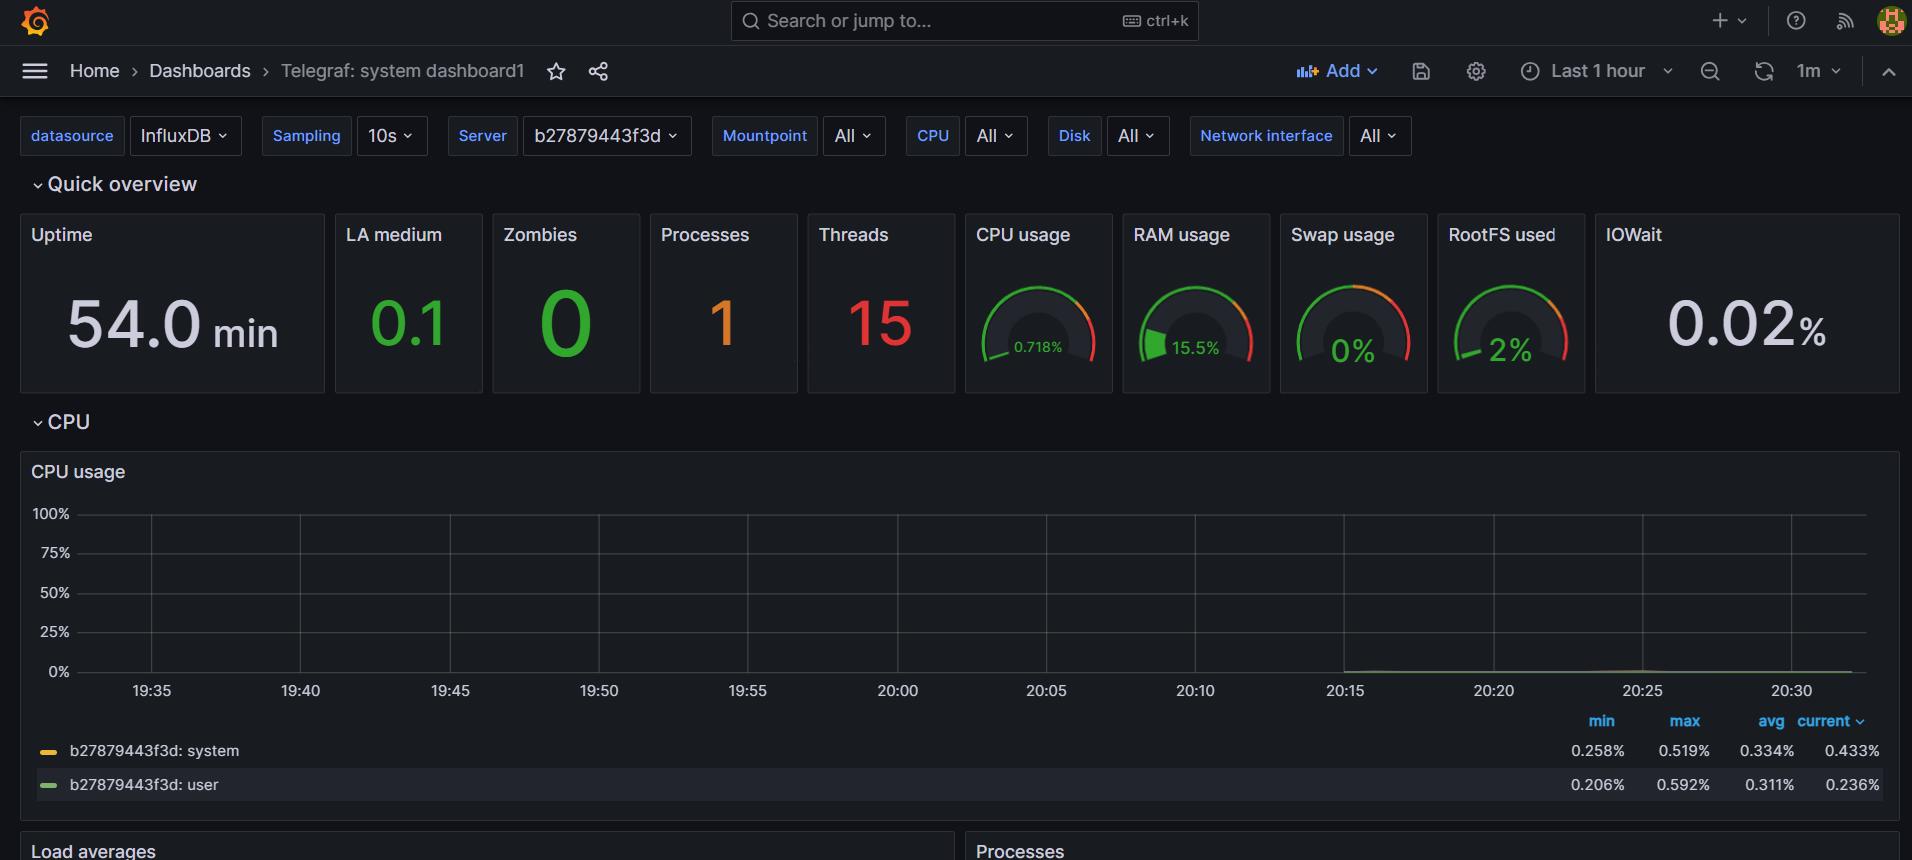 Search or jump to... ctrl+k
Home › Dashboards › Telegraf: system dashboard1
Add
Last 1 hour
1m
datasource InfluxDB Sampling 10s Server b27879443f3d Mountpoint All CPU All Disk All Network interface All
Quick overview
Uptime LA medium Zombies Processes Threads CPU usage RAM usage Swap usage RootFS used IOWait
54.0 min 0.1 0 1 15 0.718% 15.5% 0% 2% 0.02%
CPU
CPU usage
100%
75%
50%
25%
0%
19:35 19:40 19:45 19:50 19:55 20:00 20:05 20:10 20:15 20:20 20:25 20:30
min max avg current
b27879443f3d: system 0.258% 0.519% 0.334% 0.433%
b27879443f3d: user 0.206% 0.592% 0.311% 0.236%
Load averages Processes